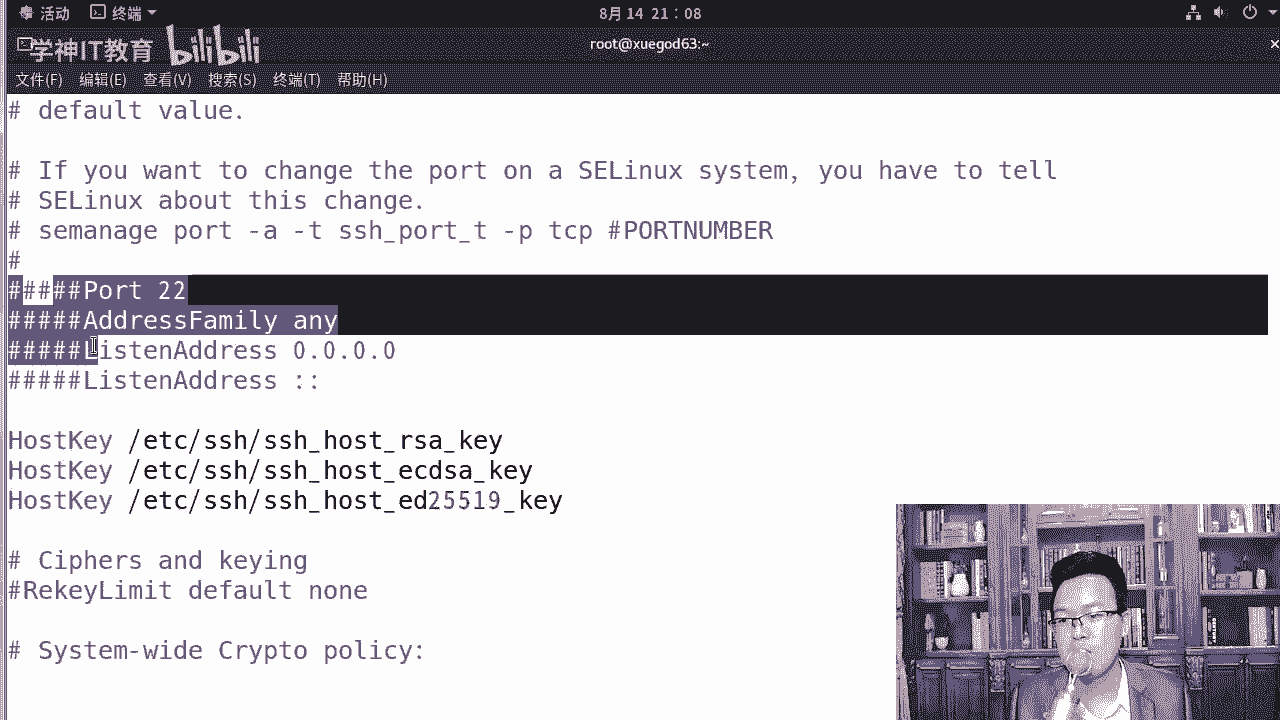 活动 终端 8月 14 21：08
学神IT教育 bilibili
root@xuegod63:~
文件(F) 编辑(E) 查看(V) 搜索(S) 终端(T) 帮助(H)
# default value.
# If you want to change the port on a SELinux system, you have to tell
# SELinux about this change.
# semanage port -a -t ssh_port_t -p tcp #PORTNUMBER
#
#####Port 22
#####AddressFamily any
#####ListenAddress 0.0.0.0
#####ListenAddress ::
HostKey /etc/ssh/ssh_host_rsa_key
HostKey /etc/ssh/ssh_host_ecdsa_key
HostKey /etc/ssh/ssh_host_ed25519_key
# Ciphers and keying
#RekeyLimit default none
# System-wide Crypto policy: